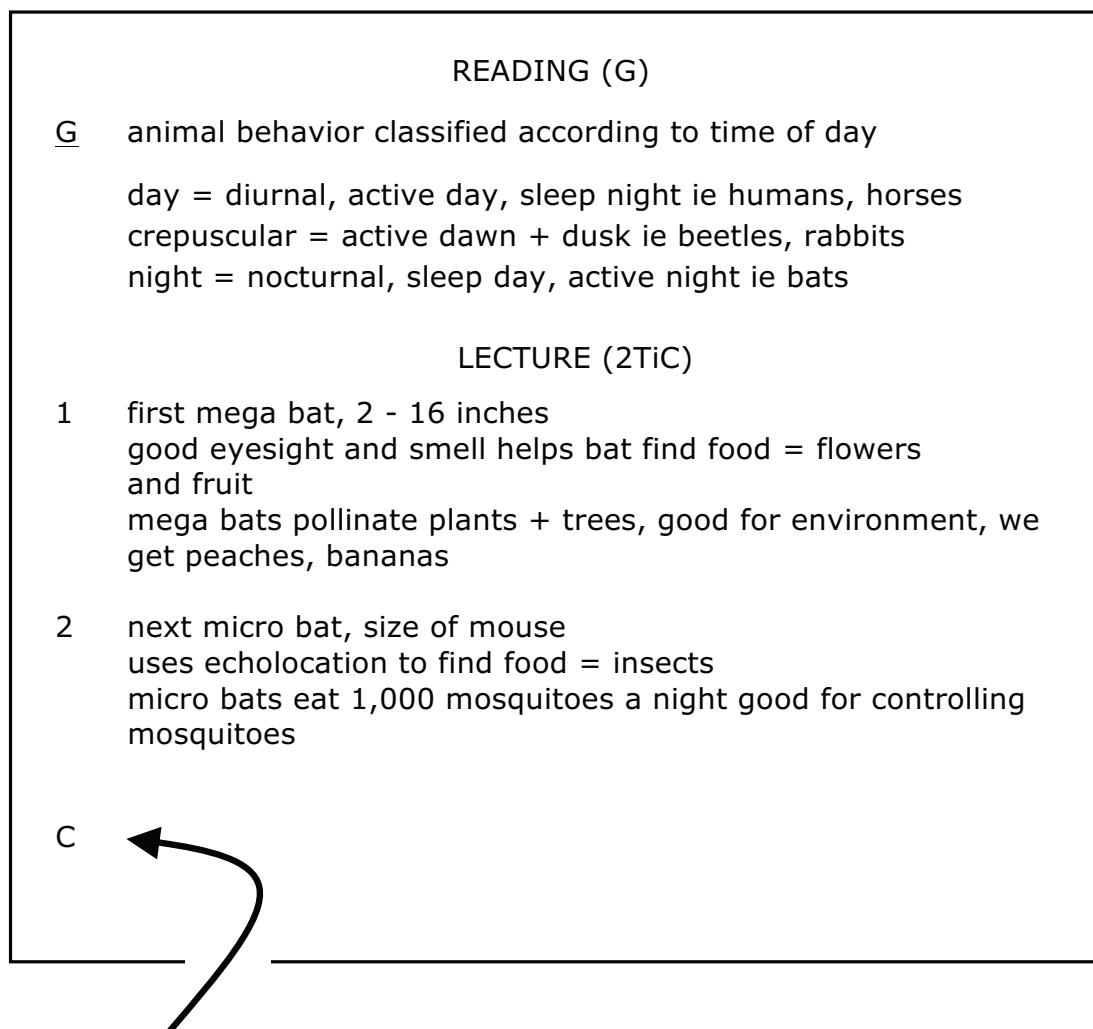 READING (G)
G animal behavior classified according to time of day
day = diurnal, active day, sleep night ie humans, horses
crepuscular = active dawn + dusk ie beetles, rabbits
night = nocturnal, sleep day, active night ie bats
LECTURE (2TiC)
1 first mega bat, 2 - 16 inches
good eyesight and smell helps bat find food = flowers
and fruit
mega bats pollinate plants + trees, good for environment, we
get peaches, bananas
2 next micro bat, size of mouse
uses echolocation to find food = insects
micro bats eat 1,000 mosquitoes a night good for controlling
mosquitoes
C